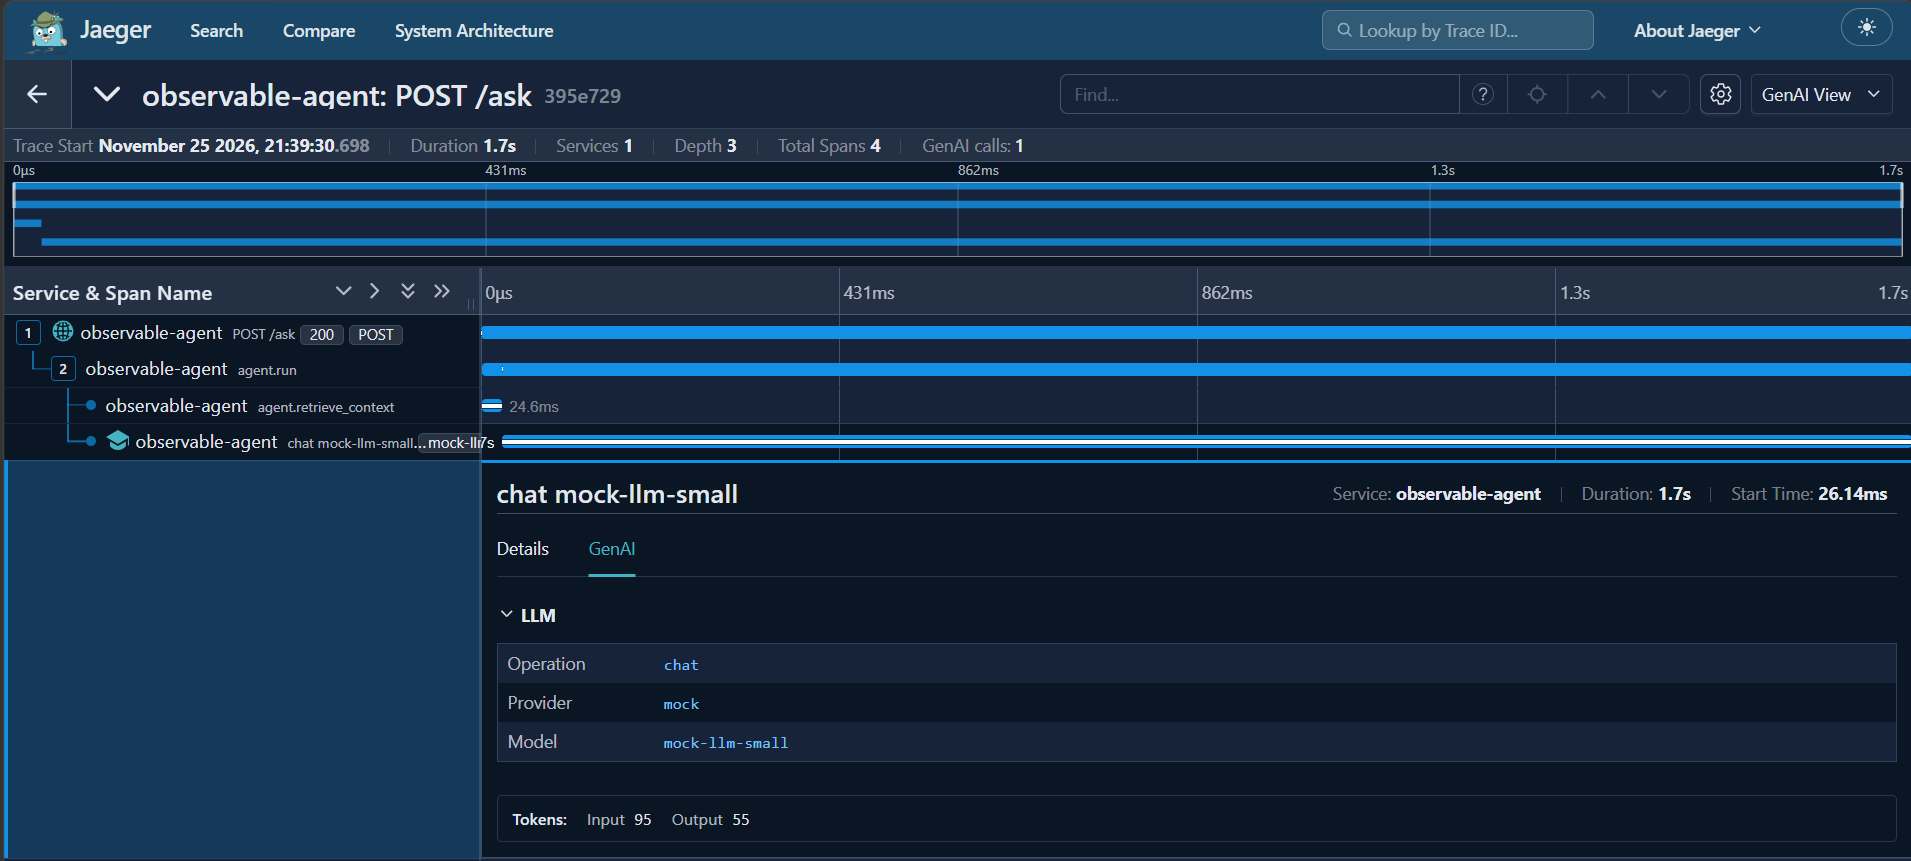 Jaeger Search Compare System Architecture Lookup by Trace ID... About Jaeger
observable-agent: POST /ask 395e729 Find... ? GenAI View
Trace Start November 25 2026, 21:39:30.698 Duration 1.7s Services 1 Depth 3 Total Spans 4 GenAI calls: 1
0μs 431ms 862ms 1.3s 1.7s
Service & Span Name 0μs 431ms 862ms 1.3s 1.7s
1 observable-agent POST /ask 200 POST
2 observable-agent agent.run
observable-agent agent.retrieve_context 24.6ms
observable-agent chat mock-llm-small... mock-ll 7s
chat mock-llm-small Service: observable-agent Duration: 1.7s Start Time: 26.14ms
Details GenAI
LLM
Operation chat
Provider mock
Model mock-llm-small
Tokens: Input 95 Output 55